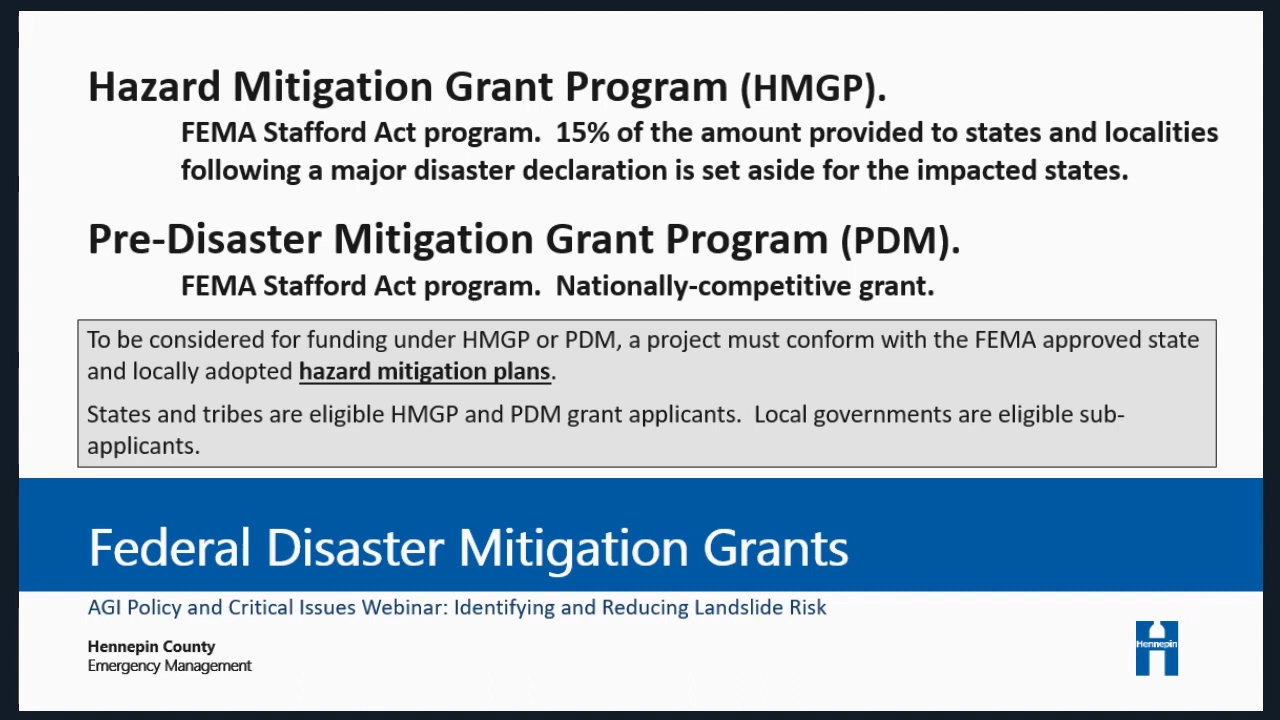 Hazard Mitigation Grant Program (HMGP).
FEMA Stafford Act program.  15% of the amount provided to states and localities
following a major disaster declaration is set aside for the impacted states.
Pre-Disaster Mitigation Grant Program (PDM).
FEMA Stafford Act program.  Nationally-competitive grant.
To be considered for funding under HMGP or PDM, a project must conform with the FEMA approved state
and locally adopted hazard mitigation plans.
States and tribes are eligible HMGP and PDM grant applicants.  Local governments are eligible sub-
applicants.
Federal Disaster Mitigation Grants
AGI Policy and Critical Issues Webinar: Identifying and Reducing Landslide Risk
Hennepin County
Emergency Management
Hennepin